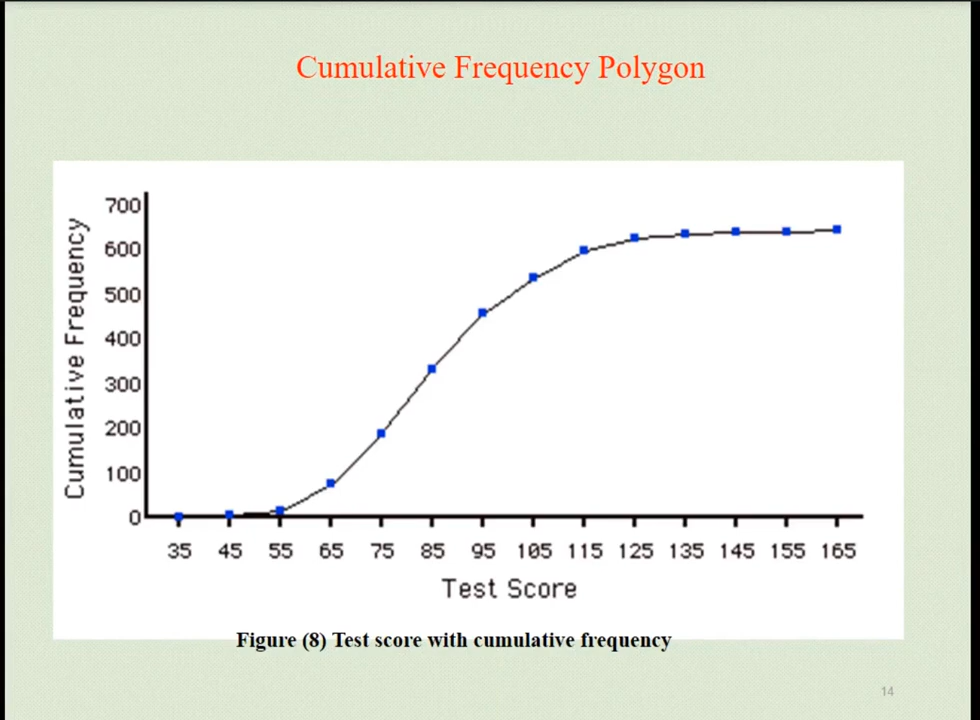 Cumulative Frequency Polygon
Cumulative Frequency
700
600
500
400
300
200
100
0
35 45 55 65 75 85 95 105 115 125 135 145 155 165
Test Score
Figure (8) Test score with cumulative frequency
14